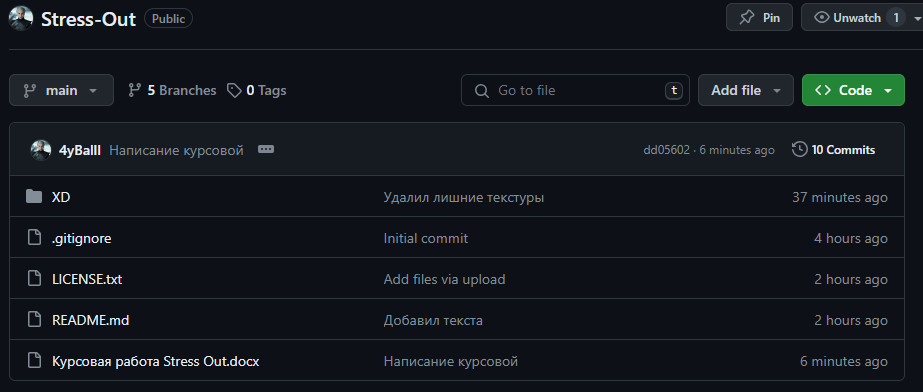 Stress-Out Public Pin Unwatch 1
main 5 Branches 0 Tags Go to file t Add file Code
4yBalll Написание курсовой dd05602 · 6 minutes ago 10 Commits
XD Удалил лишние текстуры 37 minutes ago
.gitignore Initial commit 4 hours ago
LICENSE.txt Add files via upload 2 hours ago
README.md Добавил текста 2 hours ago
Курсовая работа Stress Out.docx Написание курсовой 6 minutes ago